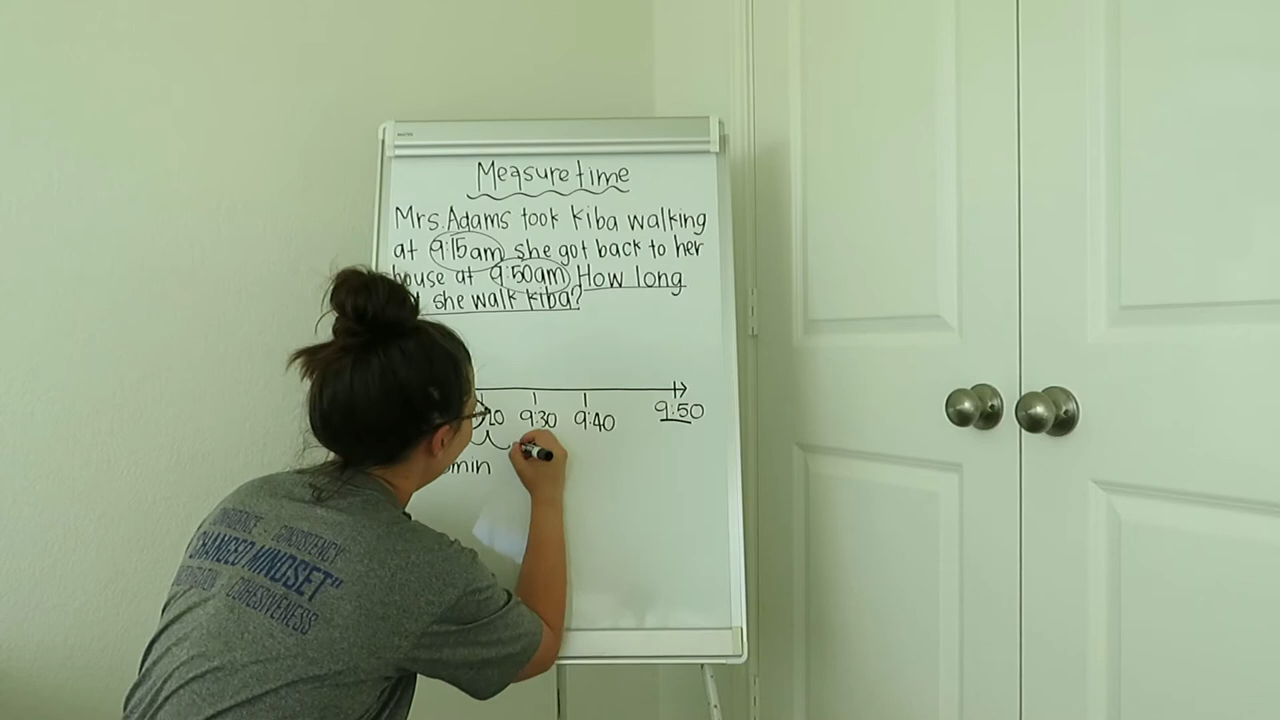 Measure time
Mrs. Adams took kiba walking
at 9:15am she got back to her
house at 9:50am How long
she walk kiba?
9:30 9:40 9:50
min
CONSISTENCY
CHANGED MINDSET"
COHESIVENESS